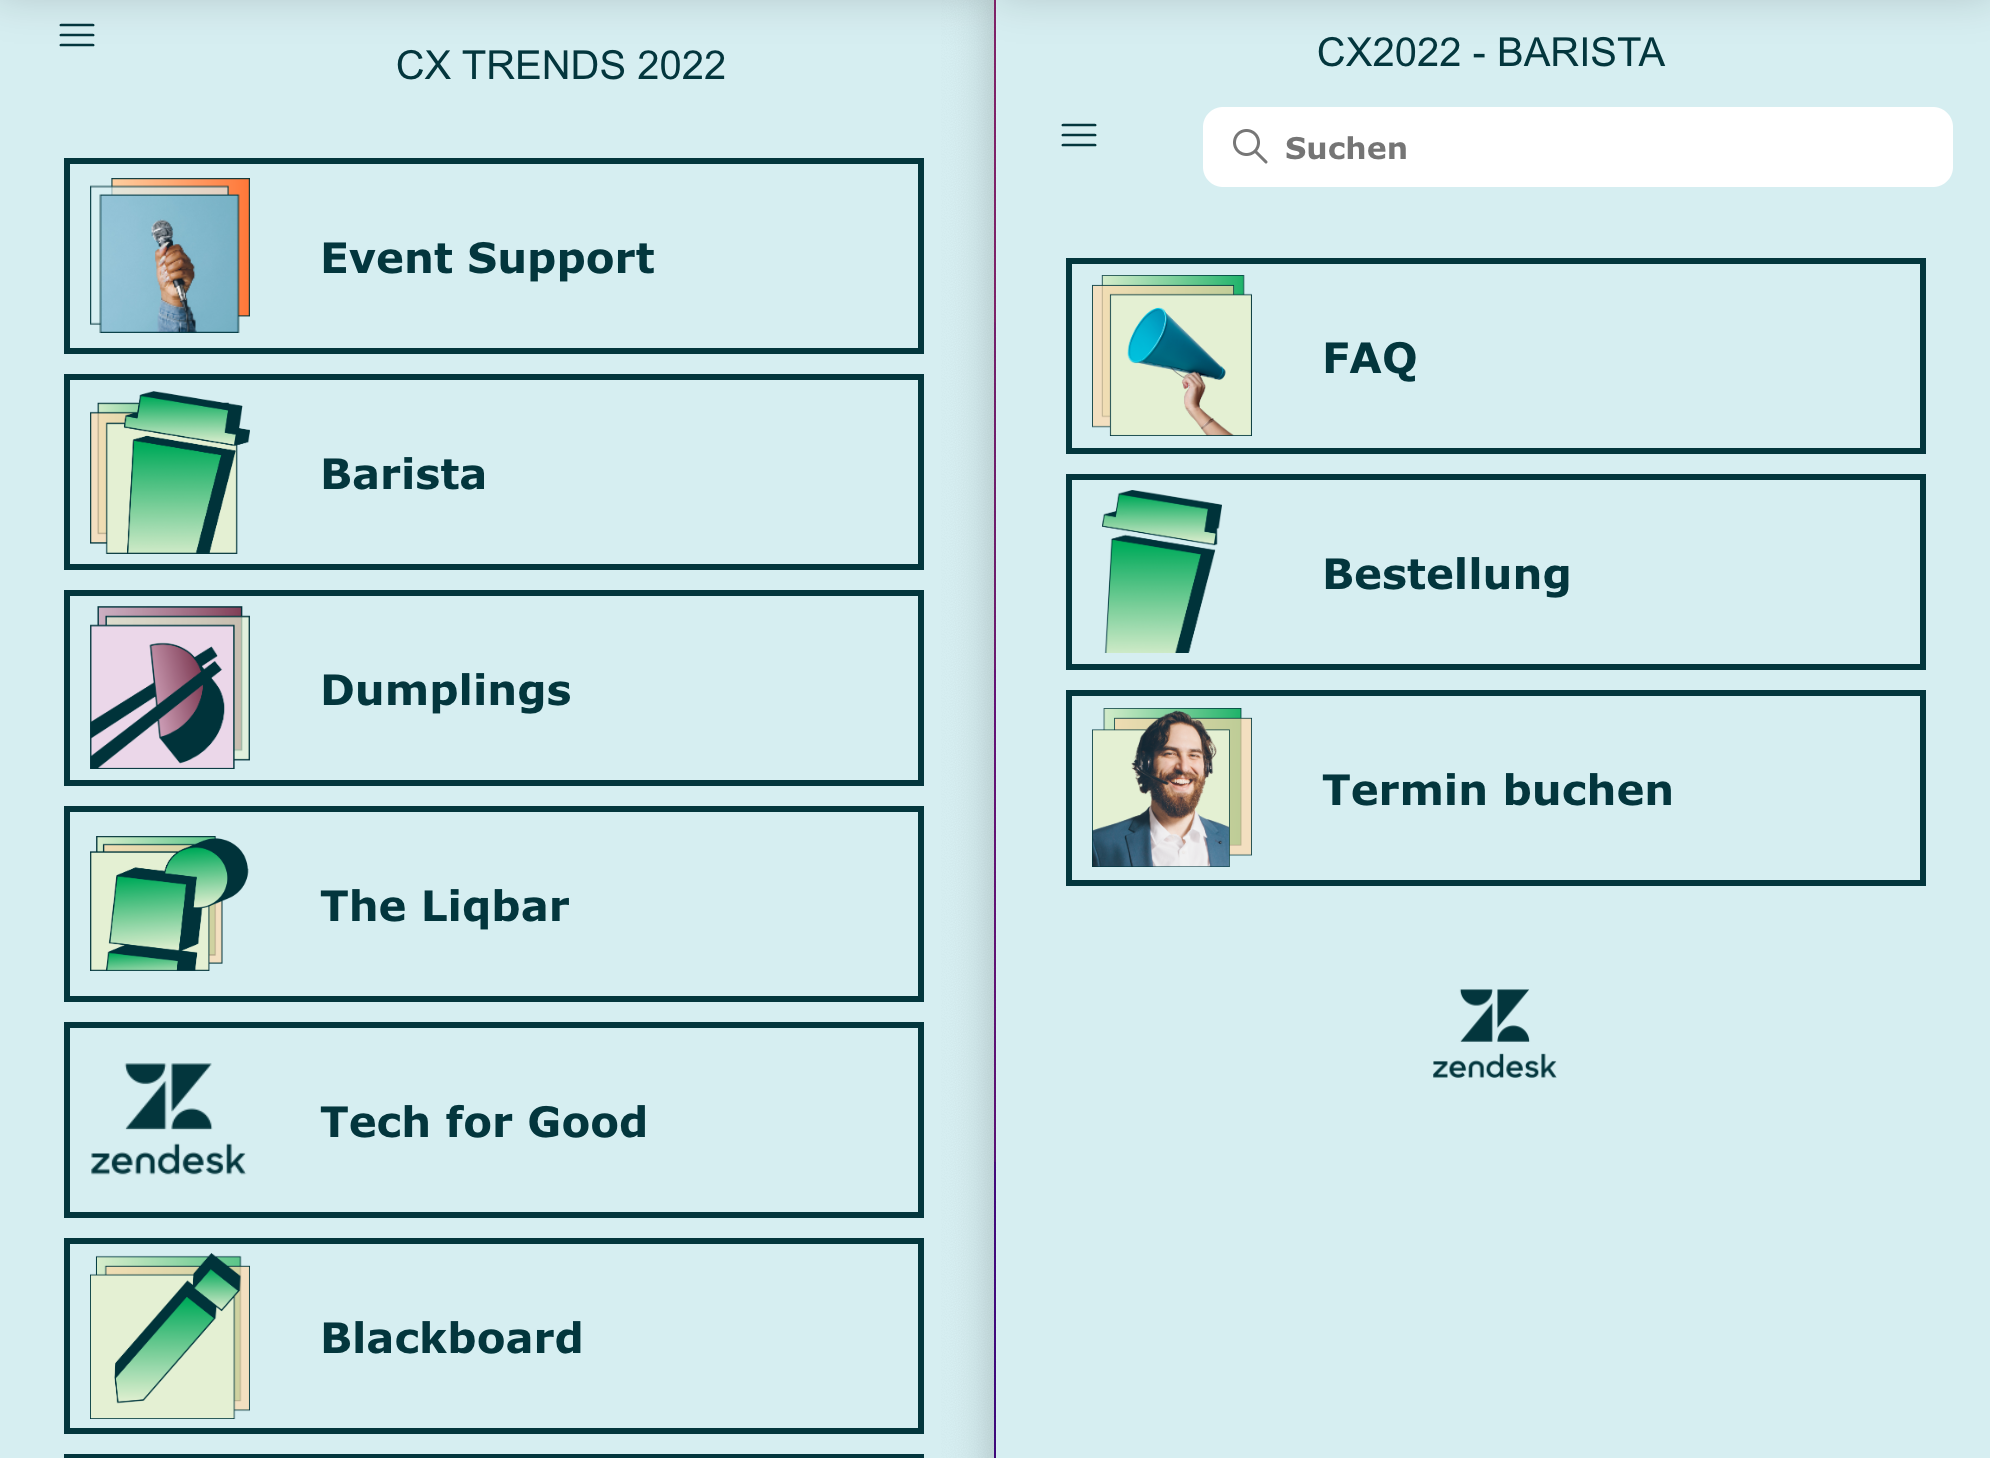 CX TRENDS 2022
Event Support
Barista
Dumplings
The Liqbar
zendesk
Tech for Good
Blackboard
CX2022 - BARISTA
Suchen
FAQ
Bestellung
Termin buchen
zendesk